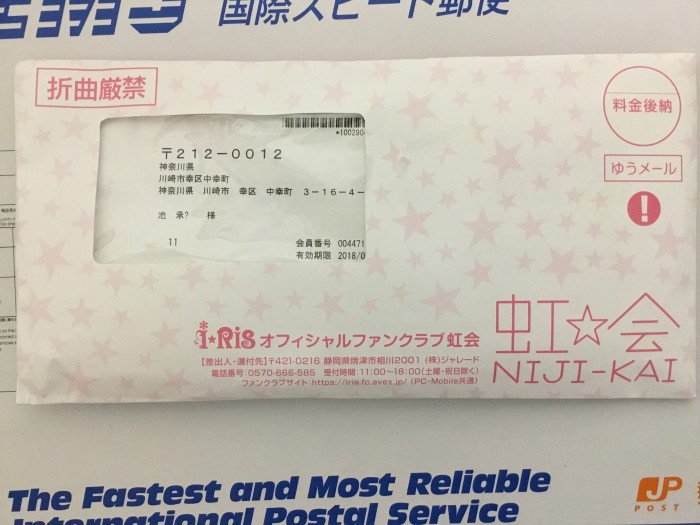 国際スピード郵便
折曲厳禁
料金後納
ゆうメール
*100290
〒212-0012
神奈川県
川崎市幸区中幸町
神奈川県 川崎市 幸区 中幸町 3-16-4-
池 承? 様
11
会員番号 004471
有効期限 2018/0
i☆Ris オフィシャルファンクラブ虹会
【差出人・還付先】〒421-0216 静岡県焼津市相川2001 (株)ジャレード
電話番号:0570-666-585 受付時間:11:00~18:00(土曜・祝日除く)
ファンクラブサイト:https://iris.fc.avex.jp/ (PC・Mobile共通)
虹☆会
NIJI-KAI
The Fastest and Most Reliable
International Postal Service
JP
POST